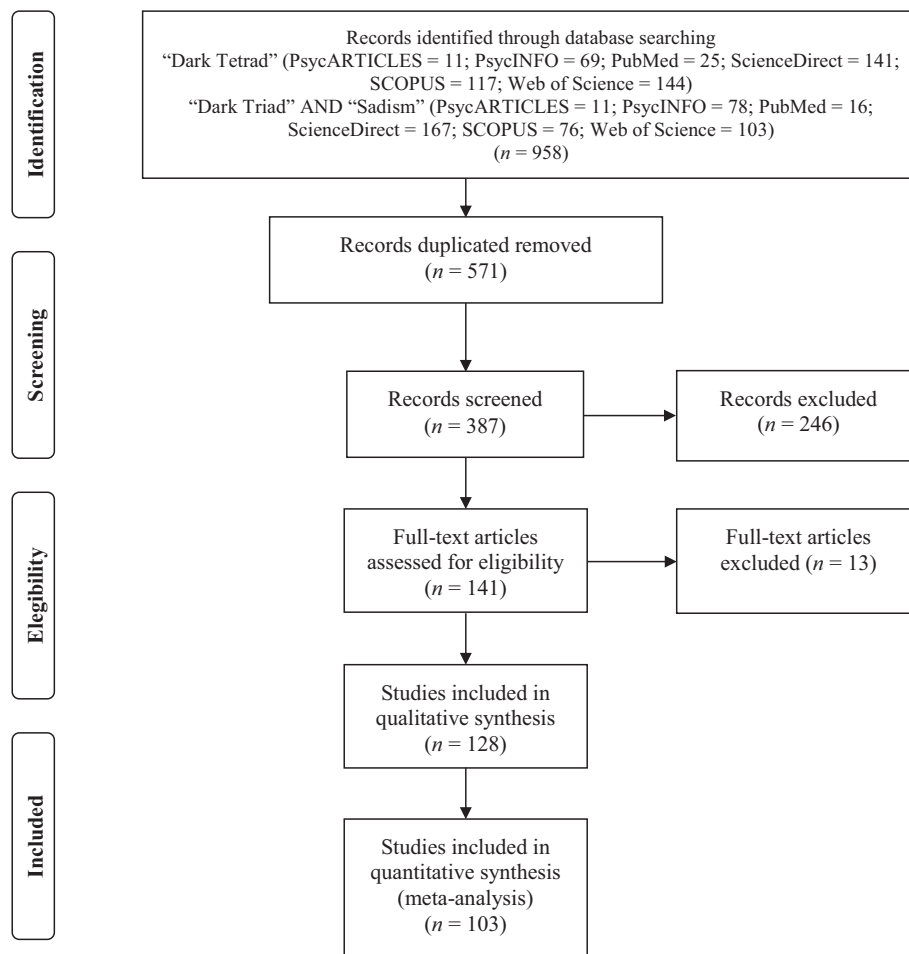 Identification
Records identified through database searching
“Dark Tetrad” (PsycARTICLES = 11; PsycINFO = 69; PubMed = 25; ScienceDirect = 141;
SCOPUS = 117; Web of Science = 144)
“Dark Triad” AND “Sadism” (PsycARTICLES = 11; PsycINFO = 78; PubMed = 16;
ScienceDirect = 167; SCOPUS = 76; Web of Science = 103)
(n = 958)
Records duplicated removed
(n = 571)
Screening
Records screened
(n = 387)
Records excluded
(n = 246)
Elegibility
Full-text articles
assessed for eligibility
(n = 141)
Full-text articles
excluded (n = 13)
Studies included in
qualitative synthesis
(n = 128)
Included
Studies included in
quantitative synthesis
(meta-analysis)
(n = 103)